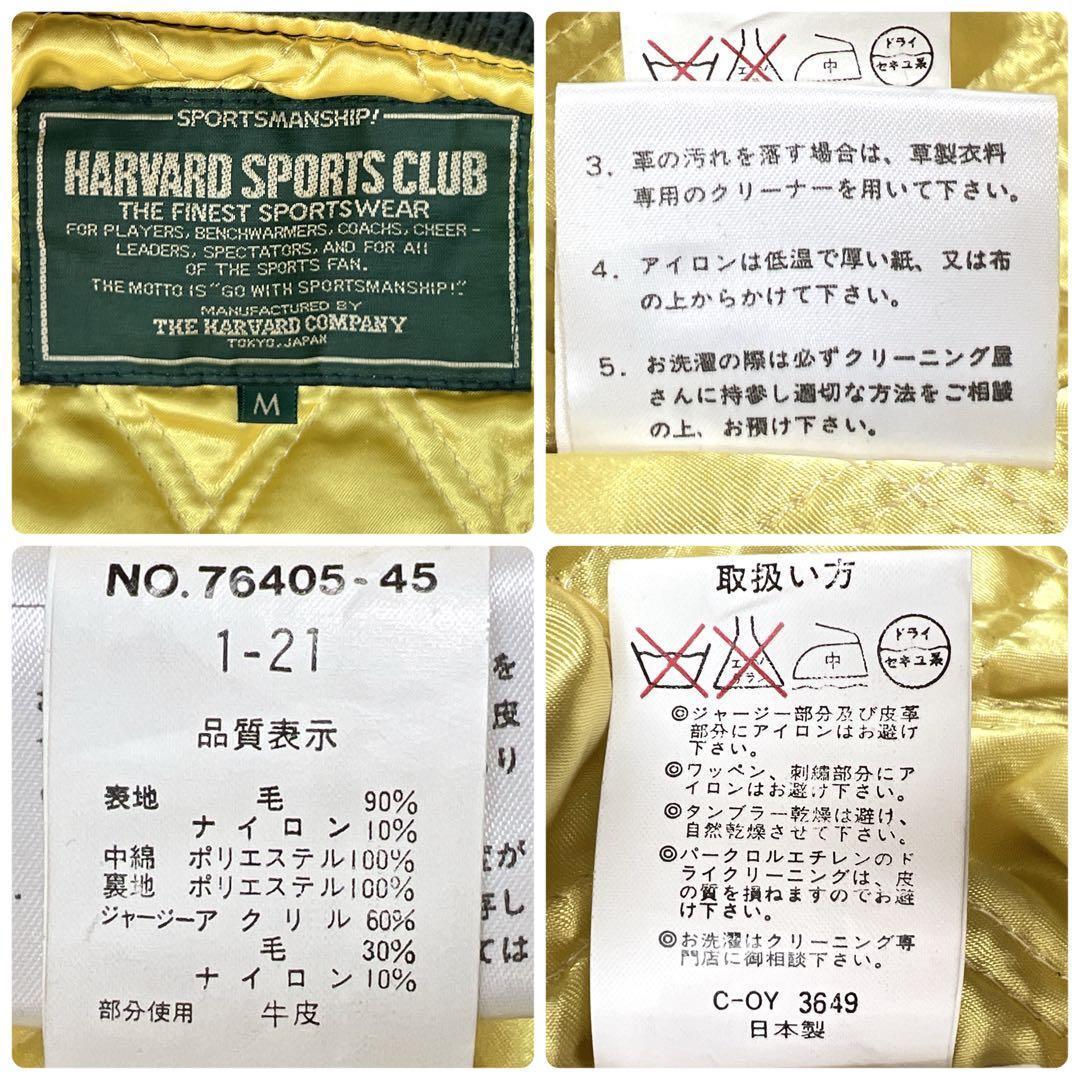 SPORTSMANSHIP!
HARVARD SPORTS CLUB
THE FINEST SPORTSWEAR
FOR PLAYERS, BENCHWARMERS, COACHS, CHEER-
LEADERS, SPECTATORS, AND FOR All
OF THE SPORTS FAN.
THE MOTTO IS "GO WITH SPORTSMANSHIP!"
MANUFACTURED BY
THE HARVARD COMPANY
TOKYO, JAPAN
M
中
ドライ
セキユ系
3. 革の汚れを落す場合は、革製衣料
専用のクリーナーを用いて下さい。
4. アイロンは低温で厚い紙、又は布
の上からかけて下さい。
5. お洗濯の際は必ずクリーニング屋
さんに持参し適切な方法をご相談
の上、お預け下さい。
NO. 76405-45
1-21
品質表示
表地 毛 90%
ナイロン 10%
中綿 ポリエステル 100%
裏地 ポリエステル 100%
ジャージー アクリル 60%
毛 30%
ナイロン 10%
部分使用 牛皮
を
皮
り
が
し
ては
取扱い方
エンソ
サラシ
中
ドライ
セキユ系
◎ジャージー部分及び皮革
部分にアイロンはお避け
下さい。
◎ワッペン、刺繡部分にア
イロンはお避け下さい。
◎タンブラー乾燥は避け、
自然乾燥させて下さい。
◎パークロルエチレンのド
ライクリーニングは、皮
の質を損ねますのでお避
け下さい。
◎お洗濯はクリーニング専
門店に御相談下さい。
C-OY 3649
日本製